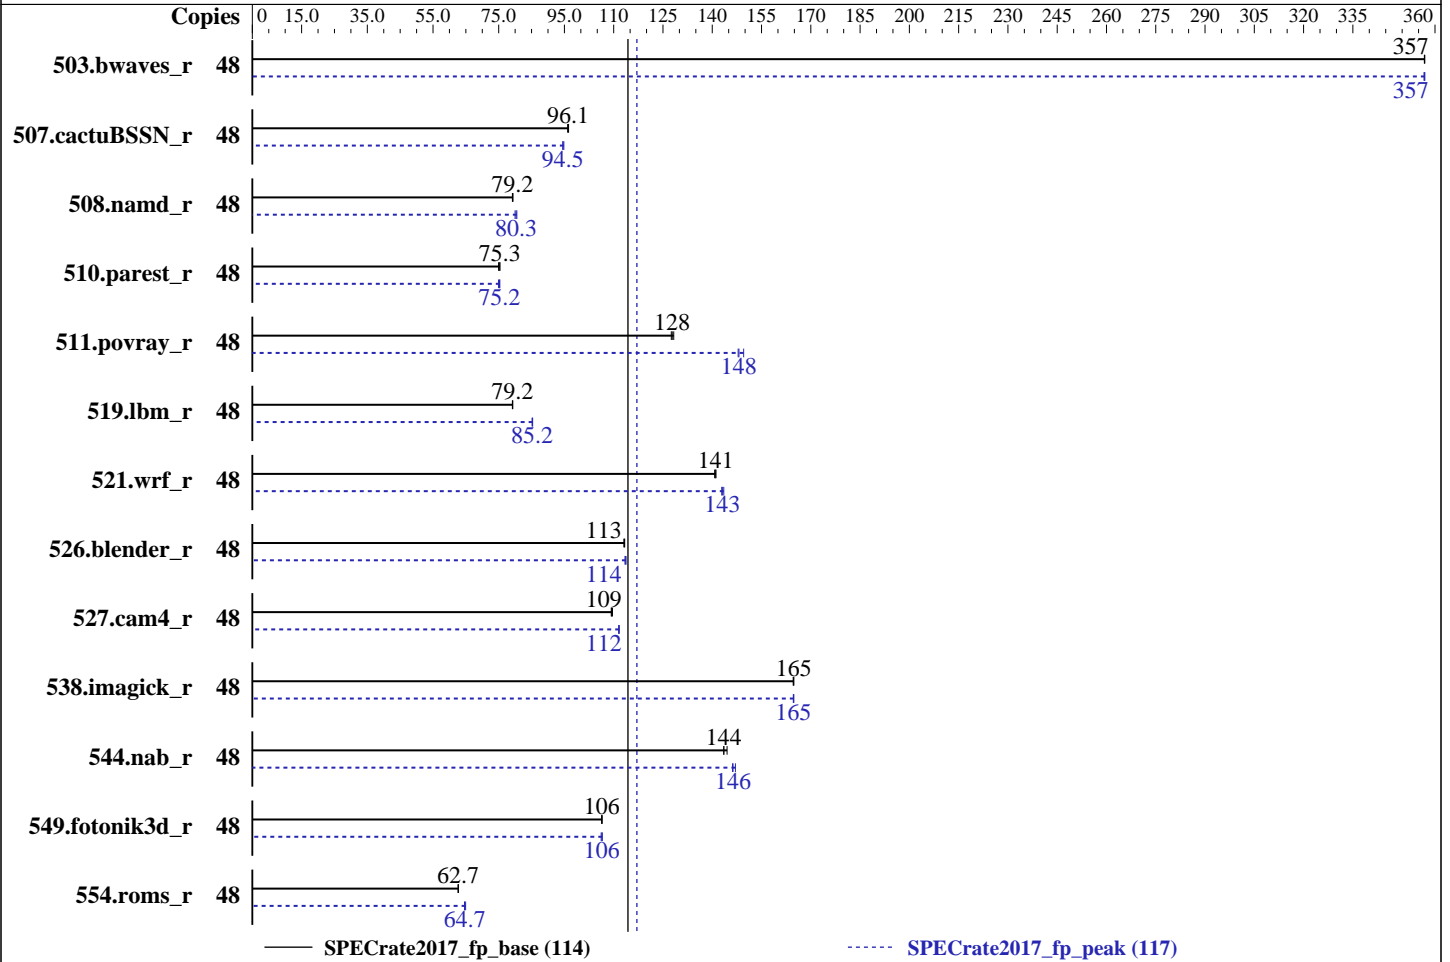 Copies 0 15.0 35.0 55.0 75.0 95.0 110 125 140 155 170 185 200 215 230 245 260 275 290 305 320 335 360
503.bwaves_r 48 357
357
507.cactuBSSN_r 48 96.1
94.5
508.namd_r 48 79.2
80.3
510.parest_r 48 75.3
75.2
511.povray_r 48 128
148
519.lbm_r 48 79.2
85.2
521.wrf_r 48 141
143
526.blender_r 48 113
114
527.cam4_r 48 109
112
538.imagick_r 48 165
165
544.nab_r 48 144
146
549.fotonik3d_r 48 106
106
554.roms_r 48 62.7
64.7
SPECrate2017_fp_base (114) SPECrate2017_fp_peak (117)